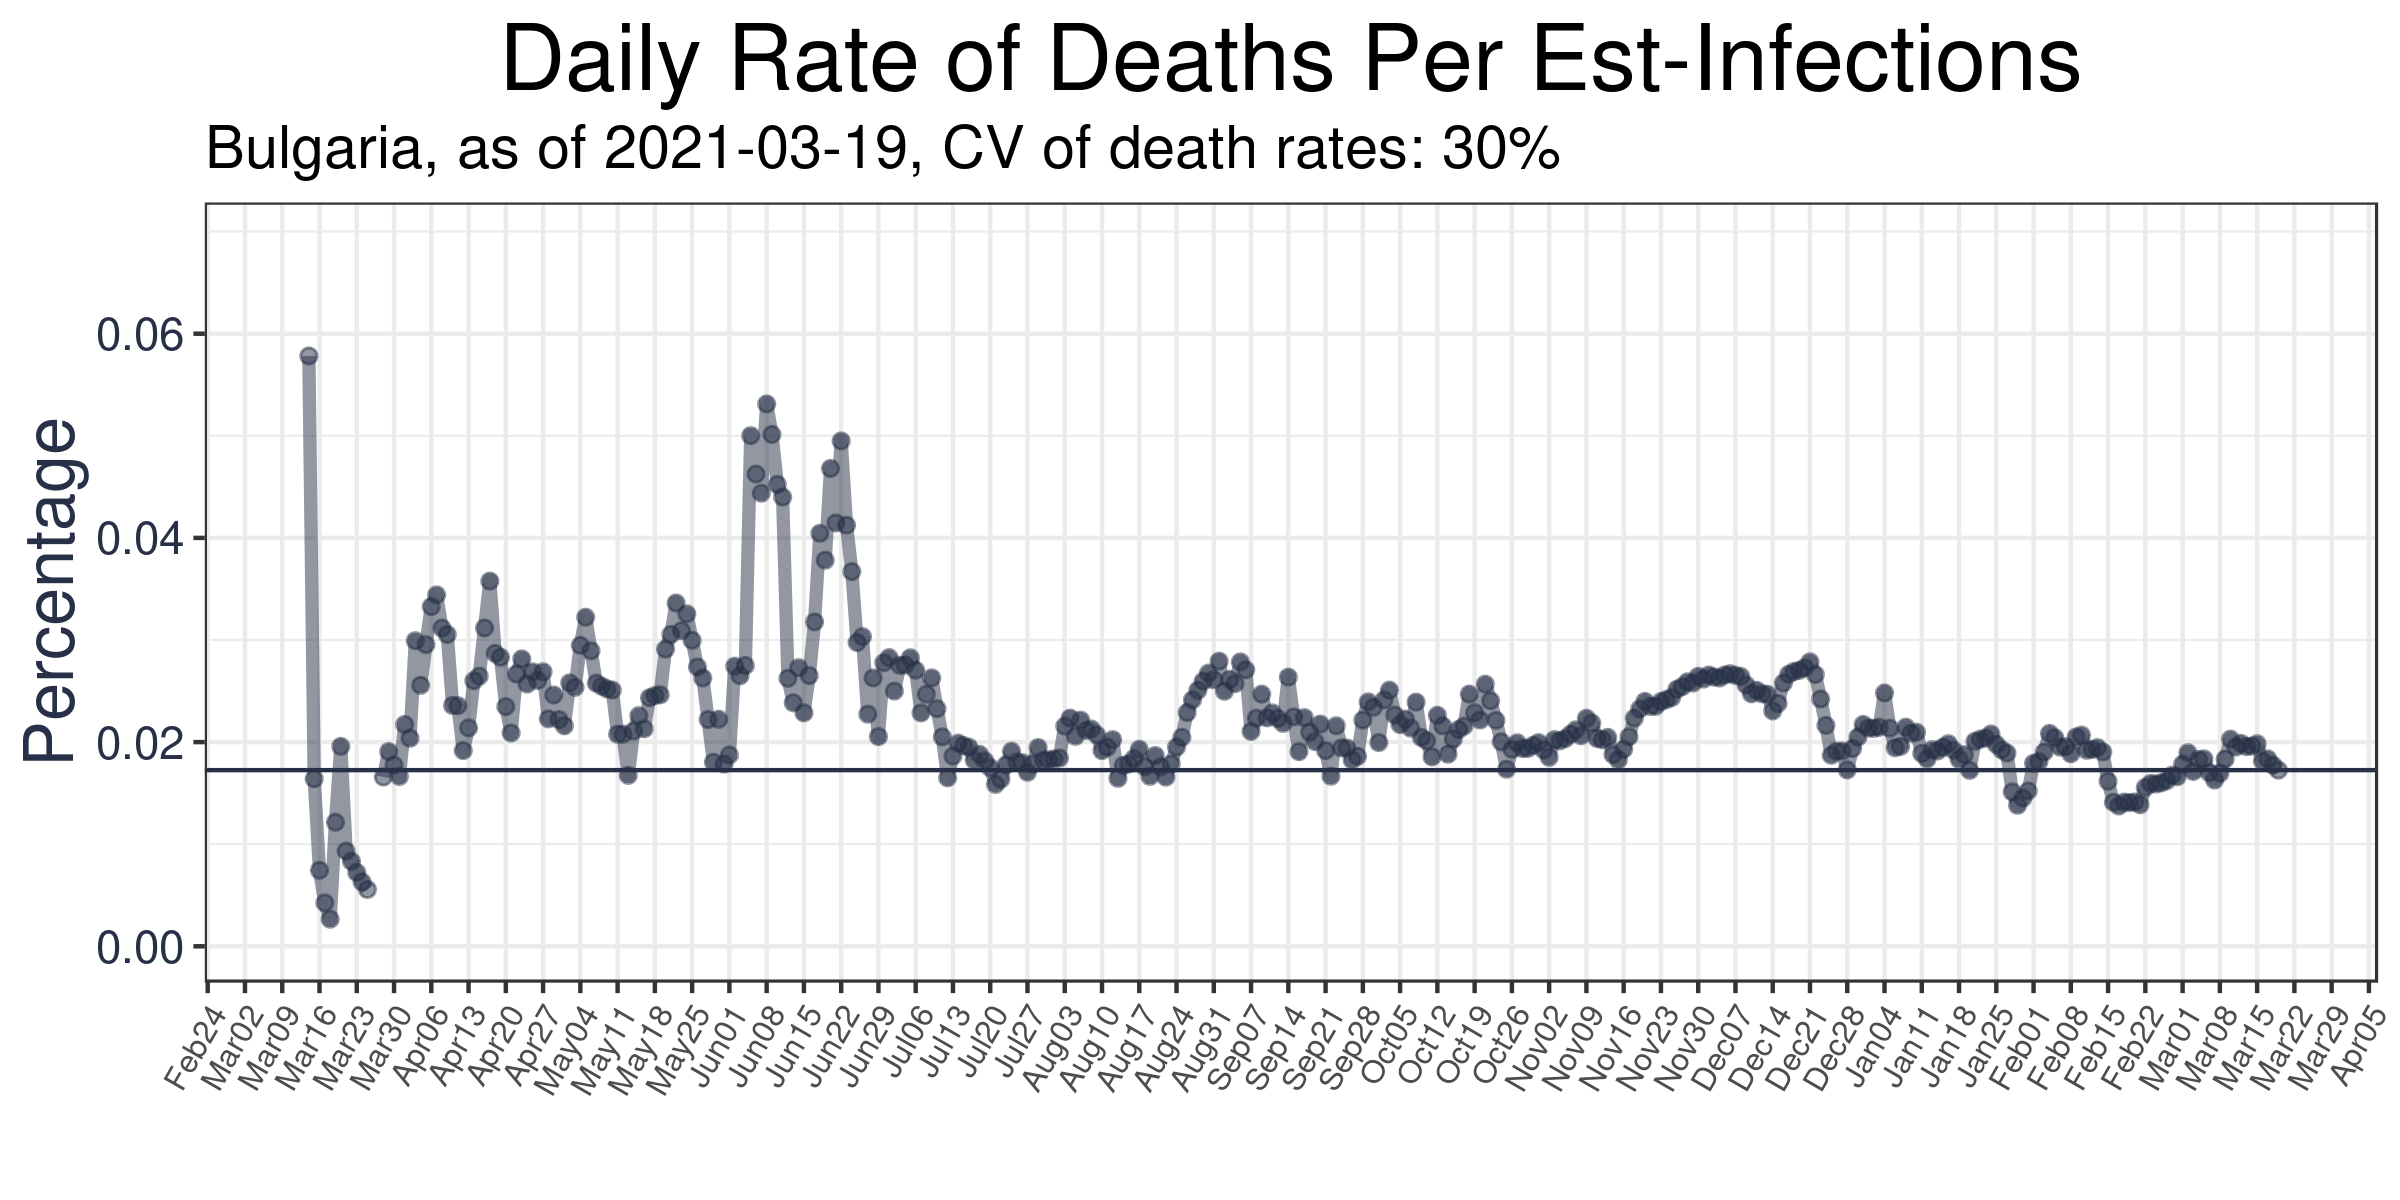 Daily Rate of Deaths Per Est-Infections
Bulgaria, as of 2021-03-19, CV of death rates: 30%
Percentage
0.06
0.04
0.02
0.00
Feb24 Mar02 Mar09 Mar16 Mar23 Mar30 Apr06 Apr13 Apr20 Apr27 May04 May11 May18 May25 Jun01 Jun08 Jun15 Jun22 Jun29 Jul06 Jul13 Jul20 Jul27 Aug03 Aug10 Aug17 Aug24 Aug31 Sep07 Sep14 Sep21 Sep28 Oct05 Oct12 Oct19 Oct26 Nov02 Nov09 Nov16 Nov23 Nov30 Dec07 Dec14 Dec21 Dec28 Jan04 Jan11 Jan18 Jan25 Feb01 Feb08 Feb15 Feb22 Mar01 Mar08 Mar15 Mar22 Mar29 Apr05